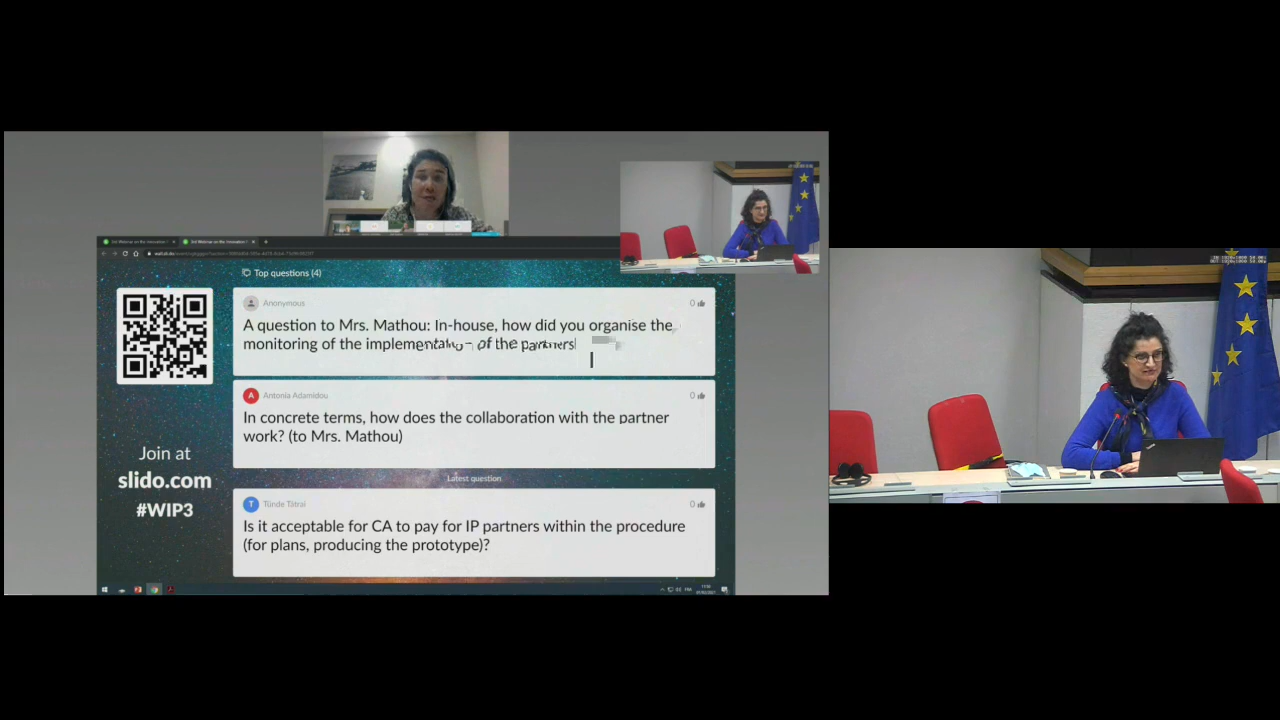 Top questions (4)
Anonymous
0
A question to Mrs. Mathou: In-house, how did you organise the
monitoring of the implementation of the partners
Antonia Adamidou
0
A
In concrete terms, how does the collaboration with the partner
work? (to Mrs. Mathou)
Latest question
T
Tünde Tátrai
0
Is it acceptable for CA to pay for IP partners within the procedure
(for plans, producing the prototype)?
Join at
slido.com
#WIP3